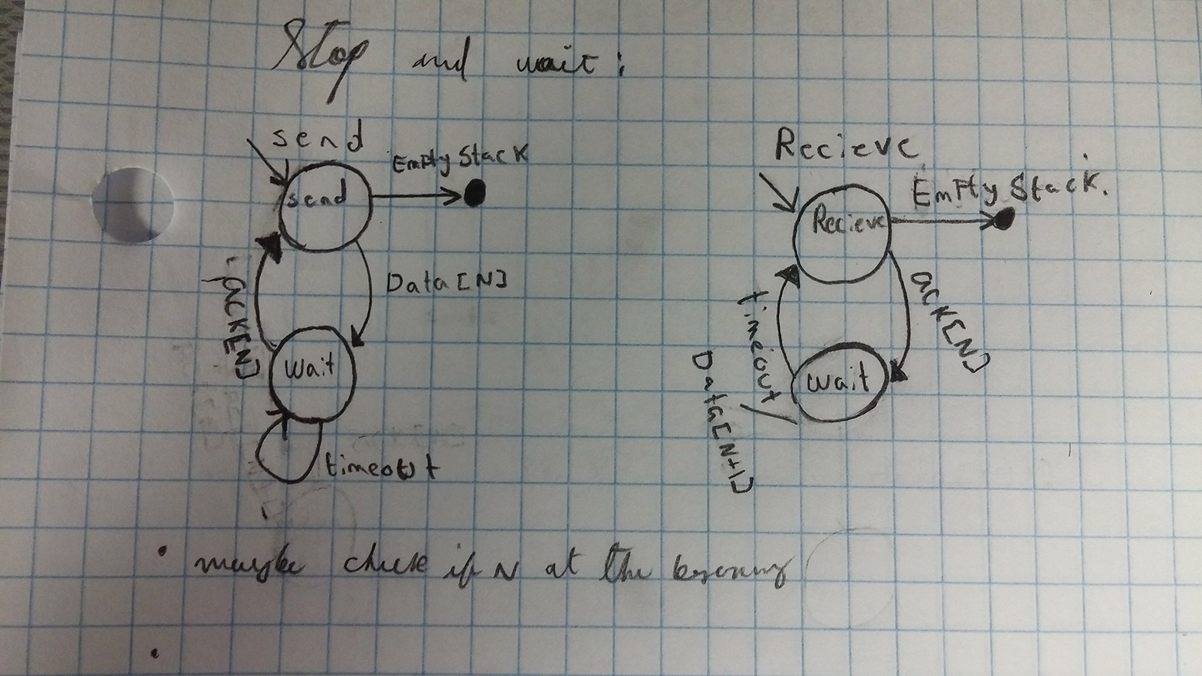 Stop and wait:
send
Empty Stack
send
Data[N]
ACK[N]
wait
timeout
Recieve
Empty Stack.
Recieve
ACK[N]
timeout /
Data[N+1]
wait
• maybe check if N at the
•